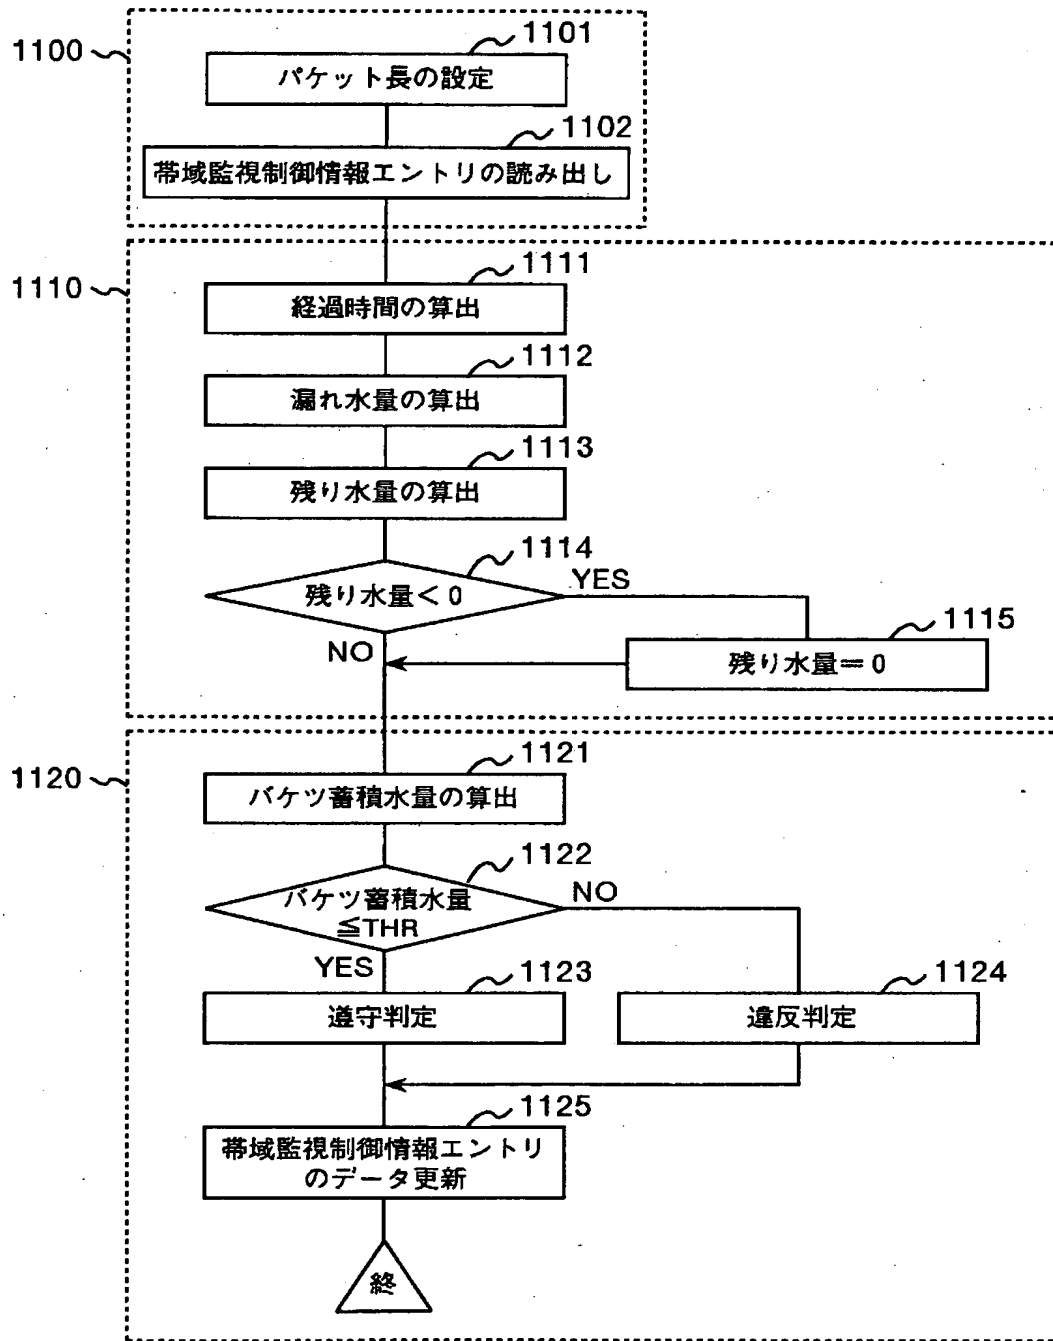 1100
1101
パケット長の設定
1102
帯域監視制御情報エントリの読み出し
1110
1111
経過時間の算出
1112
漏れ水量の算出
1113
残り水量の算出
1114
残り水量<0
YES
NO
1115
残り水量=0
1120
1121
バケツ蓄積水量の算出
1122
バケツ蓄積水量
≦THR
NO
YES
1123
遵守判定
1124
違反判定
1125
帯域監視制御情報エントリ
のデータ更新
終